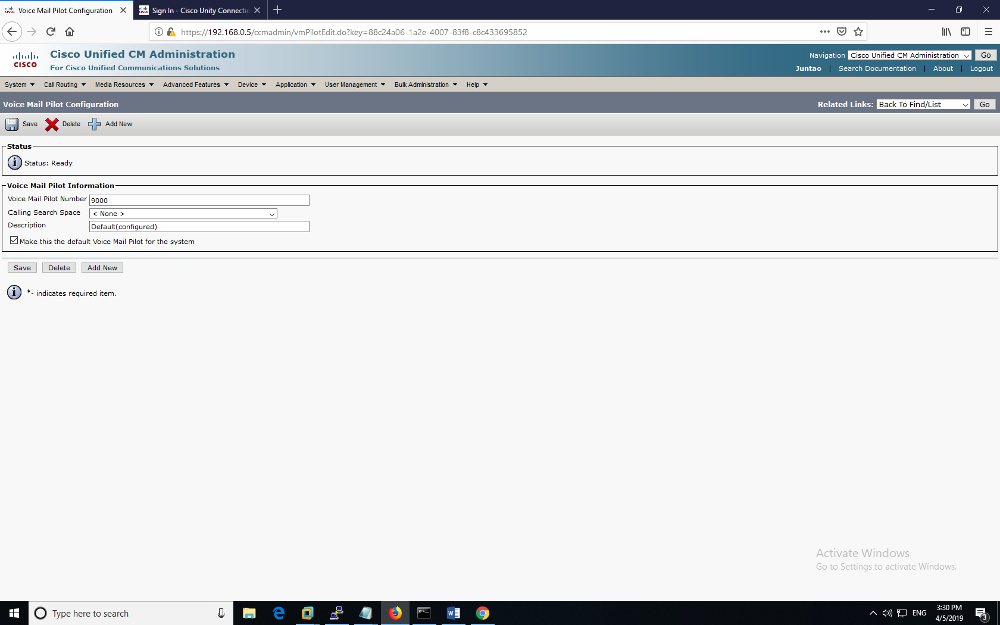 Voice Mail Pilot Configuration
Sign In - Cisco Unity Connectio
https://192.168.0.5/ccmadmin/vmPilotEdit.do?key=88c24a06-1a2e-4007-83f8-c8c433695852
CISCO
Cisco Unified CM Administration
For Cisco Unified Communications Solutions
Navigation Cisco Unified CM Administration Go
Juntao | Search Documentation | About | Logout
System Call Routing Media Resources Advanced Features Device Application User Management Bulk Administration Help
Voice Mail Pilot Configuration
Related Links: Back To Find/List Go
Save Delete Add New
Status
Status: Ready
Voice Mail Pilot Information
Voice Mail Pilot Number 9000
Calling Search Space < None >
Description Default(configured)
Make this the default Voice Mail Pilot for the system
Save Delete Add New
*- indicates required item.
Activate Windows
Go to Settings to activate Windows.
Type here to search
ENG
3:30 PM
4/5/2019
3